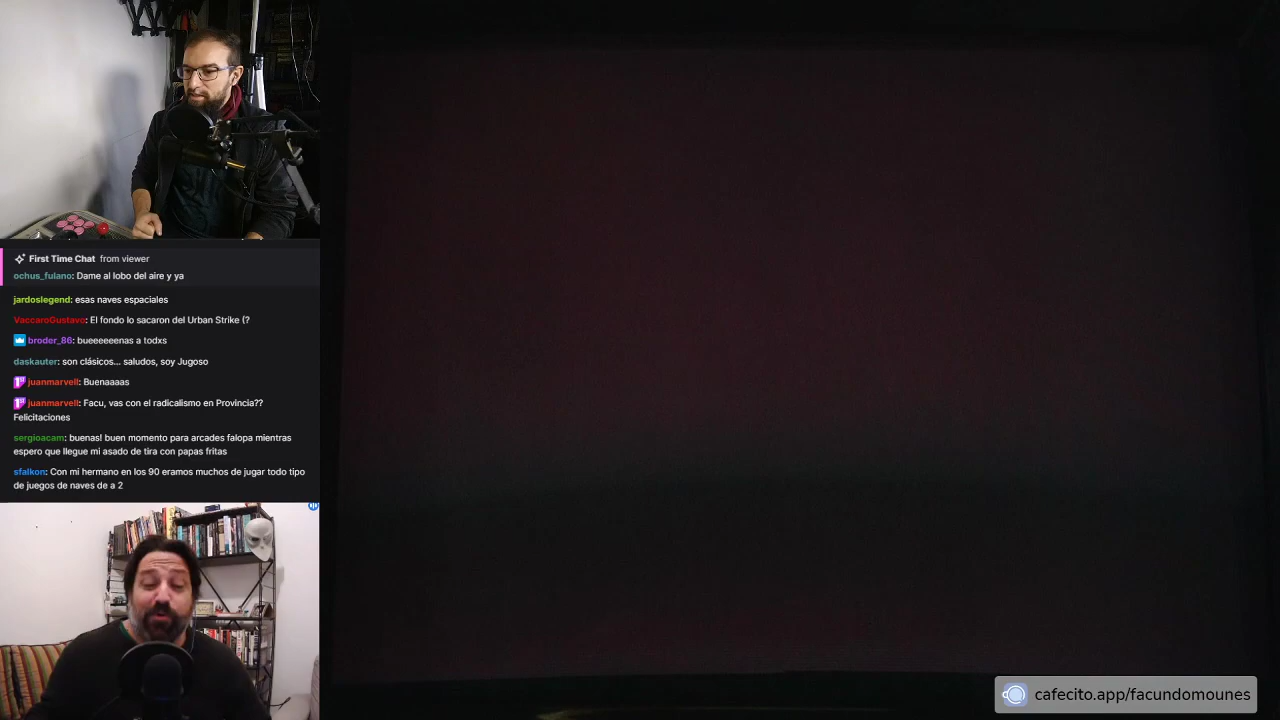 First Time Chat from viewer
ochus_fulano: Dame al lobo del aire y ya
jardoslegend: esas naves espaciales
VaccaroGustavo: El fondo lo sacaron del Urban Strike (?
broder_86: bueeeeeenas a todxs
daskauter: son clásicos... saludos, soy Jugoso
juanmarvell: Buenaaaas
juanmarvell: Facu, vas con el radicalismo en Provincia??
Felicitaciones
sergioacam: buenas! buen momento para arcades falopa mientras
espero que llegue mi asado de tira con papas fritas
sfalkon: Con mi hermano en los 90 eramos muchos de jugar todo tipo
de juegos de naves de a 2
cafecito.app/facundomounes